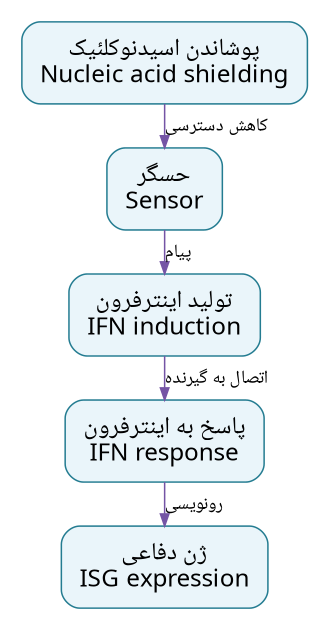 پوشاندن اسیدنوکلئیک
Nucleic acid shielding
کاهش دسترسی
حسگر
Sensor
پیام
تولید اینترفرون
IFN induction
اتصال به گیرنده
پاسخ به اینترفرون
IFN response
رونویسی
ژن دفاعی
ISG expression